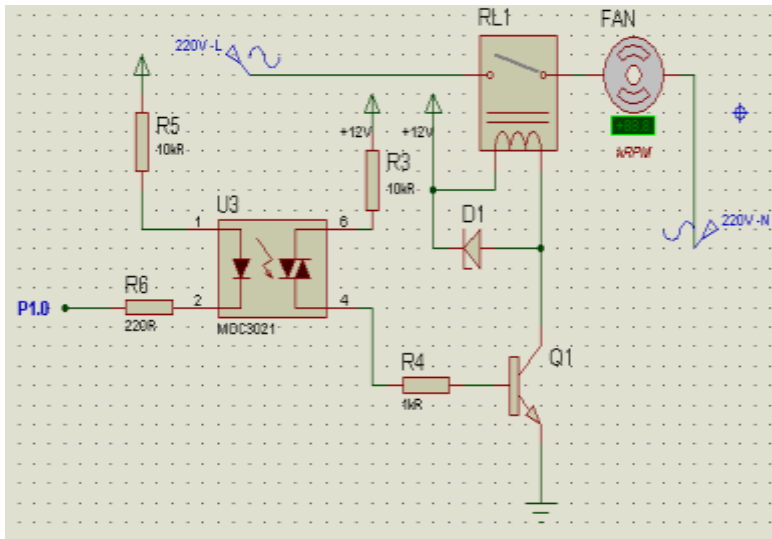 RL1
FAN
220V-L
R5
10kR
+12V
+12V
R3
10kR
kRPM
U3
D1
220V-N
1
6
R6
2
4
P1.0
220R
MOC3021
R4
1kR
Q1